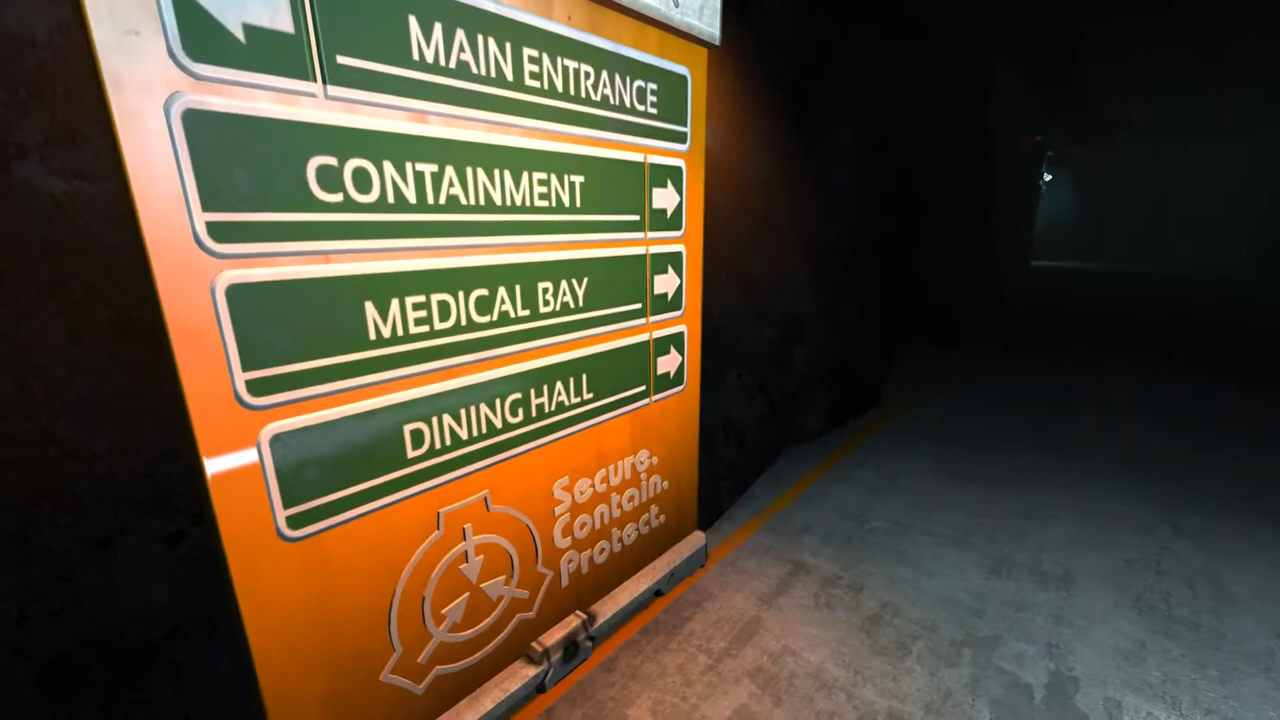 MAIN ENTRANCE
CONTAINMENT
MEDICAL BAY
DINING HALL
Secure.
Contain.
Protect.